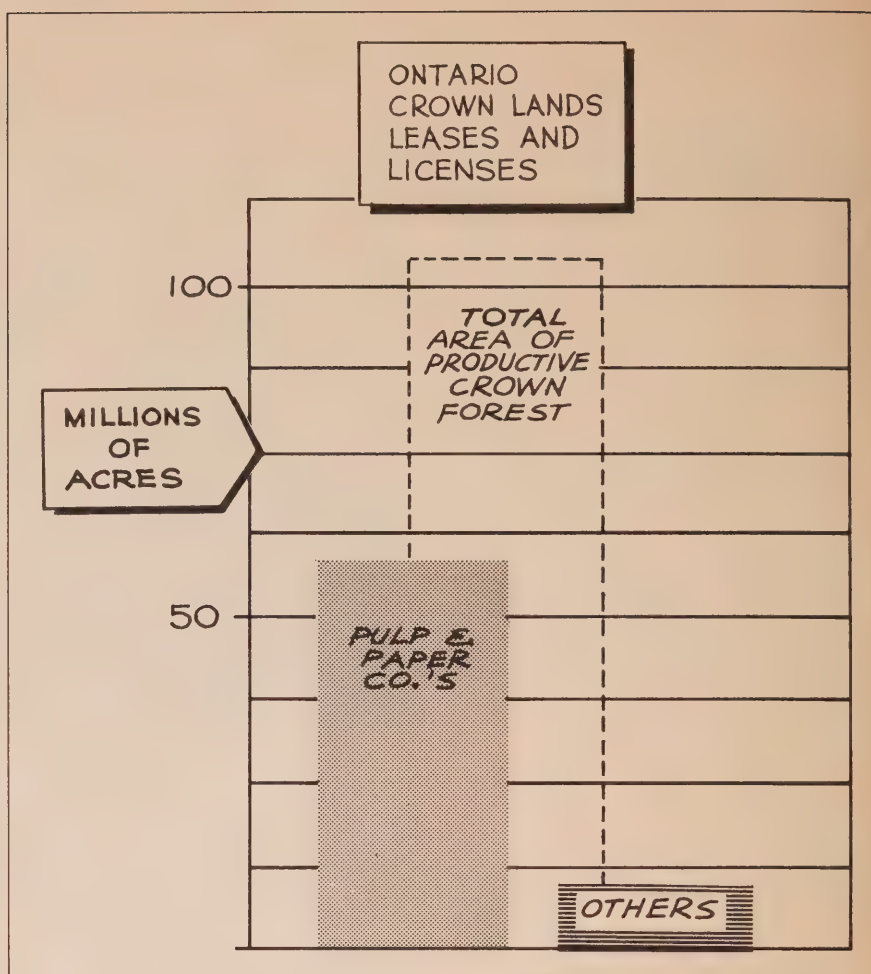 ONTARIO
CROWN LANDS
LEASES AND
LICENSES
100
TOTAL
AREA OF
PRODUCTIVE
CROWN
FOREST
MILLIONS
OF
ACRES
50
PULP &
PAPER
CO.'S
OTHERS